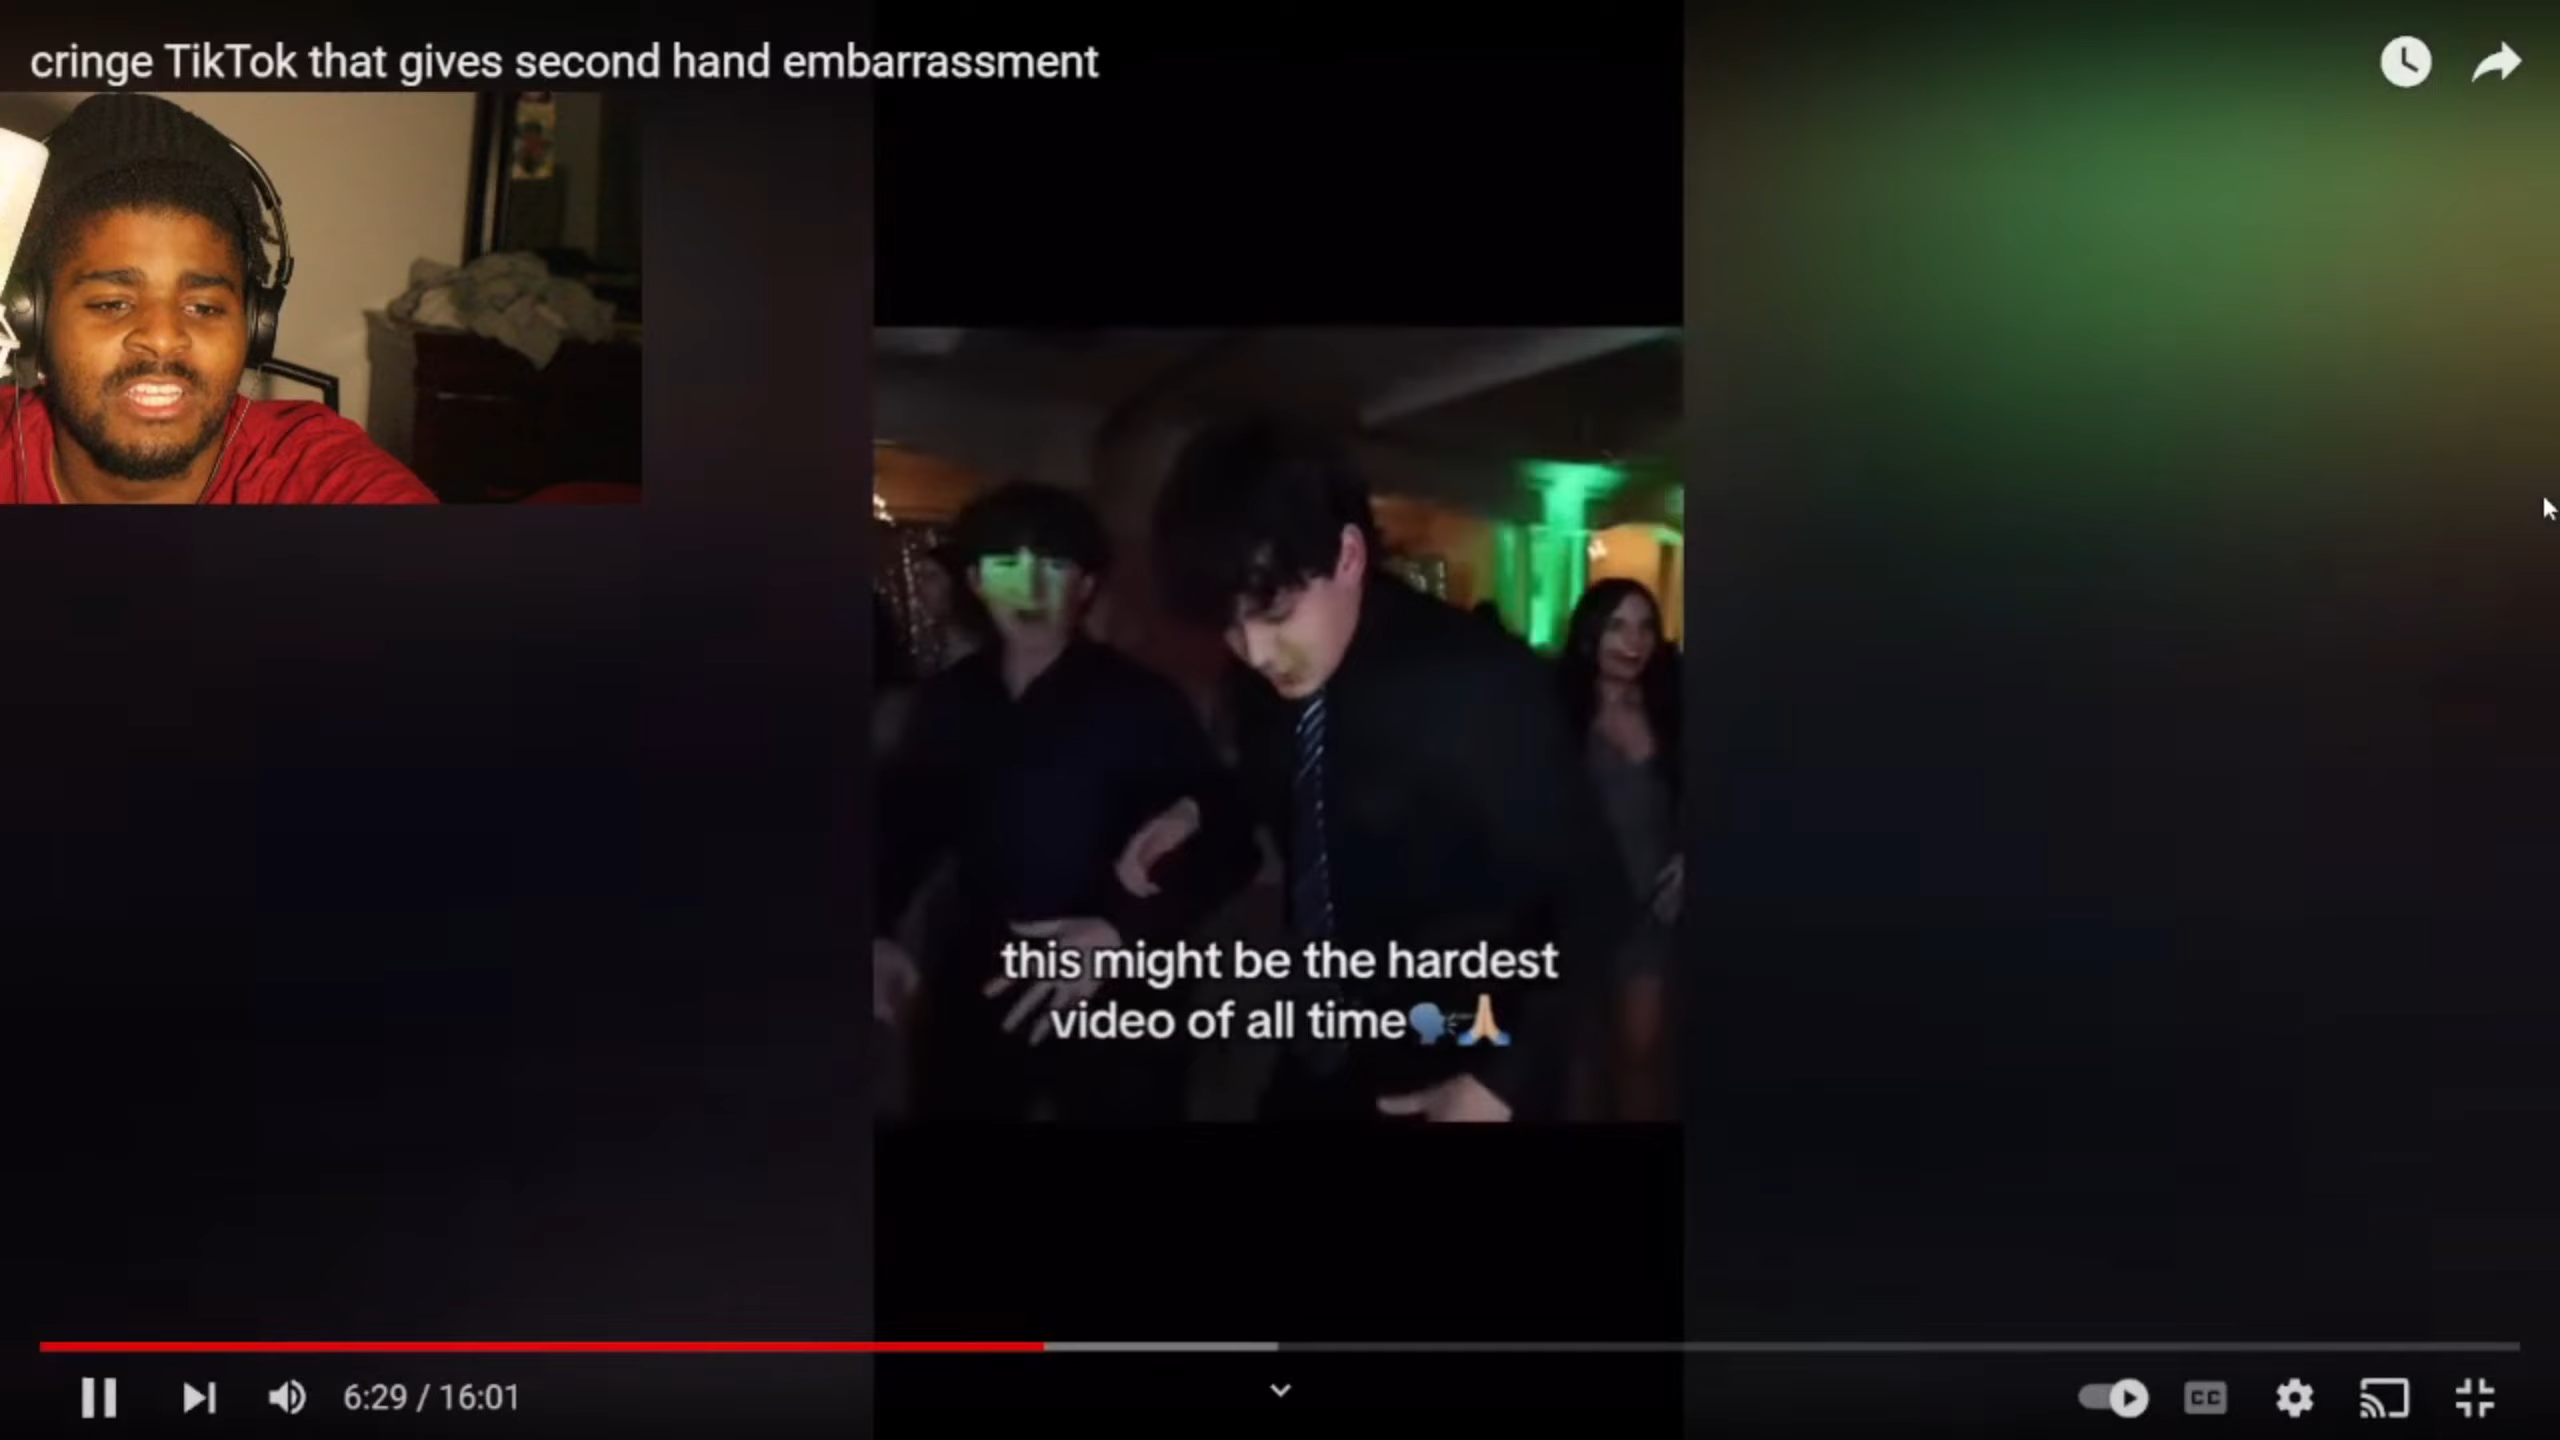 cringe TikTok that gives second hand embarrassment
this might be the hardest
video of all time🗣️🙏🏼
6:29 / 16:01
CC